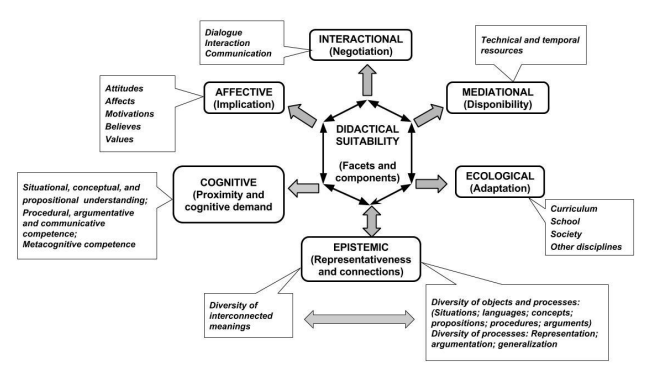 Dialogue
Interaction
Communication
INTERACTIONAL
(Negotiation)
Technical and temporal
resources
Attitudes
Affects
Motivations
Believes
Values
AFFECTIVE
(Implication)
MEDIATIONAL
(Disponibility)
DIDACTICAL
SUITABILITY
(Facets and
components)
Situational, conceptual, and
propositional understanding;
Procedural, argumentative
and communicative
competence;
Metacognitive competence
COGNITIVE
(Proximity and
cognitive demand
ECOLOGICAL
(Adaptation)
Curriculum
School
Society
Other disciplines
EPISTEMIC
(Representativeness
and connections)
Diversity of
interconnected
meanings
Diversity of objects and processes:
(Situations; languages; concepts;
propositions; procedures; arguments)
Diversity of processes: Representation;
argumentation; generalization